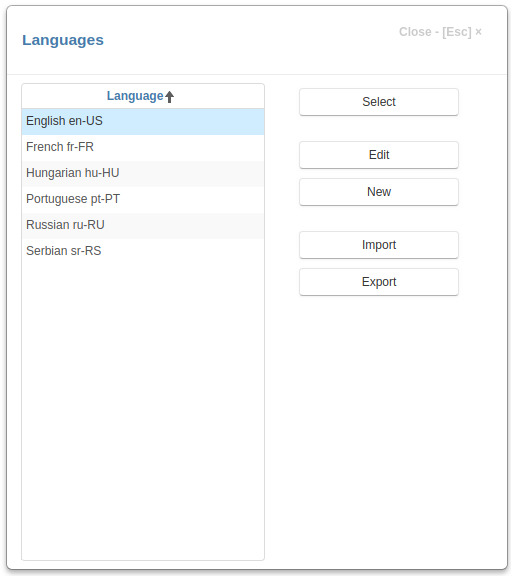 Languages
Close - [Esc] ×
Language
English en-US
French fr-FR
Hungarian hu-HU
Portuguese pt-PT
Russian ru-RU
Serbian sr-RS
Select
Edit
New
Import
Export